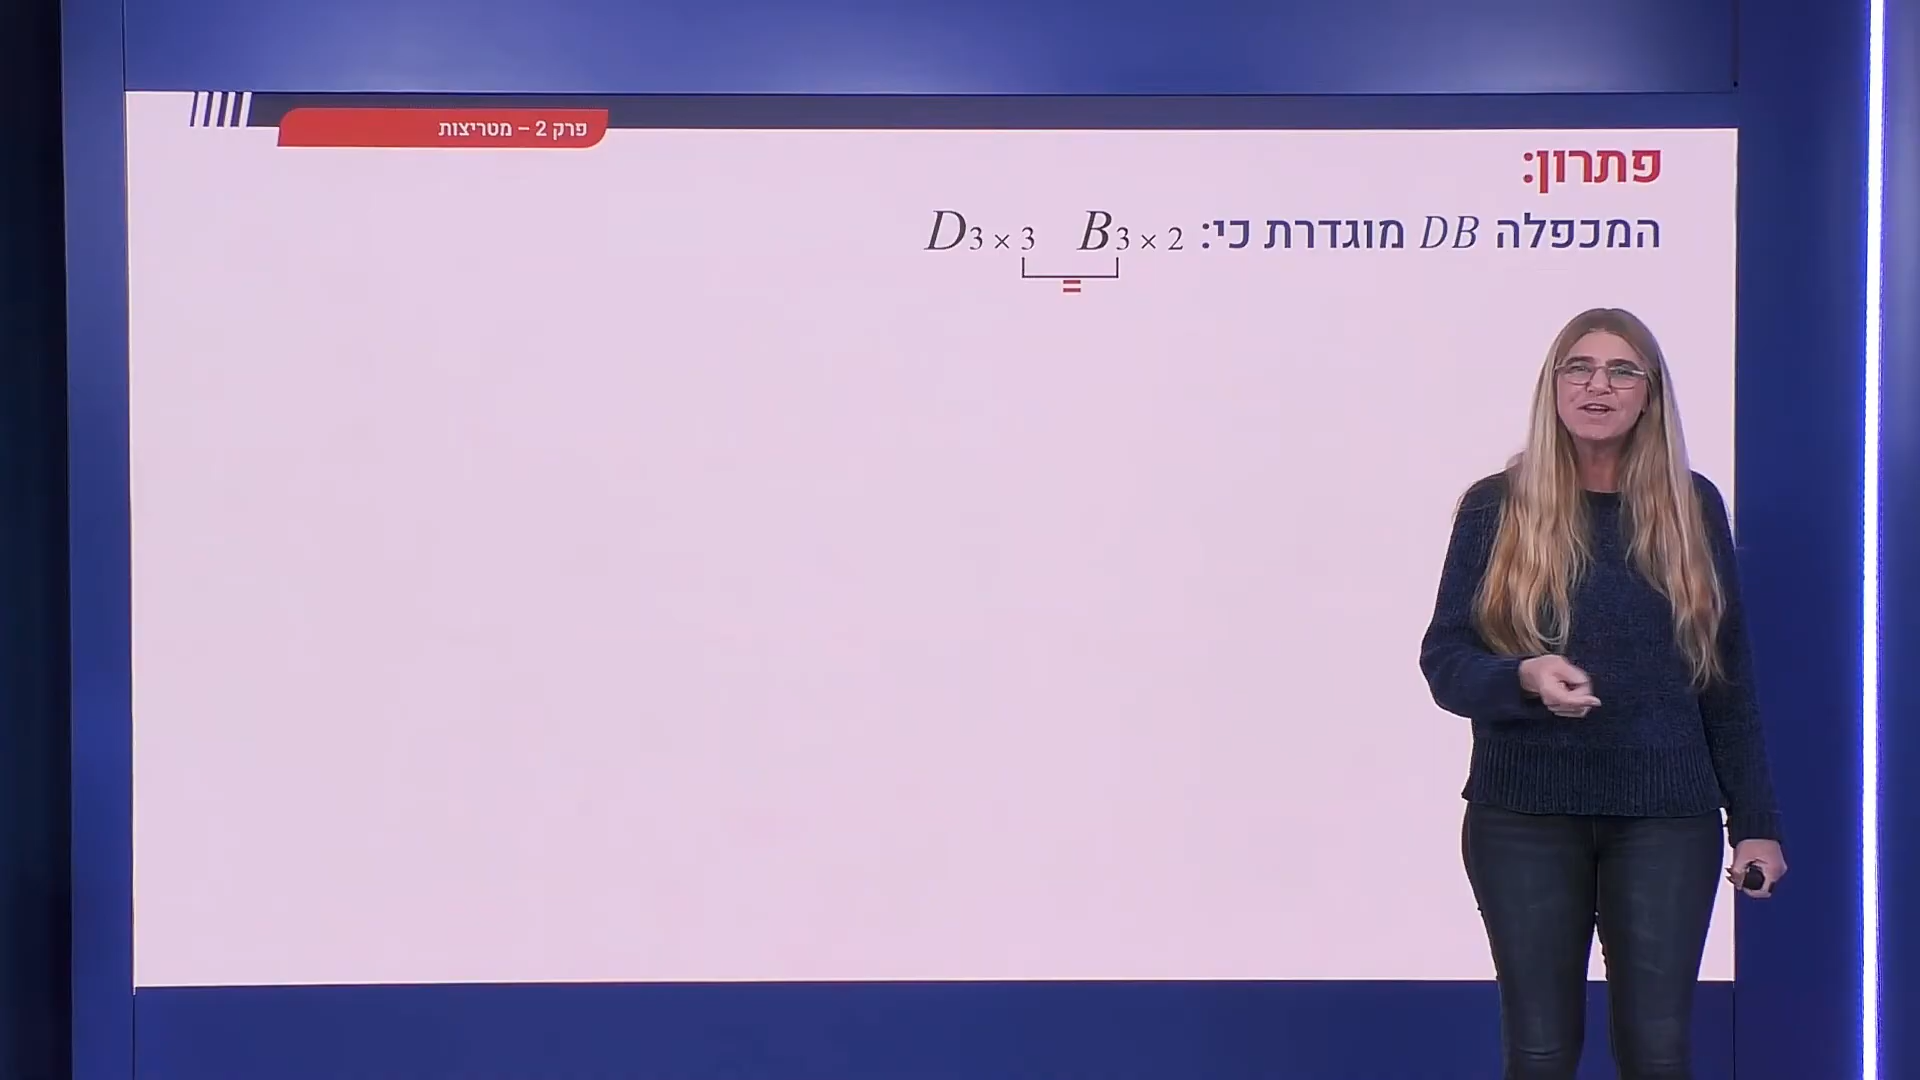 פרק 2 – מטריצות
פתרון:
המכפלה DB מוגדרת כי: D3 × 3 B3 × 2
=